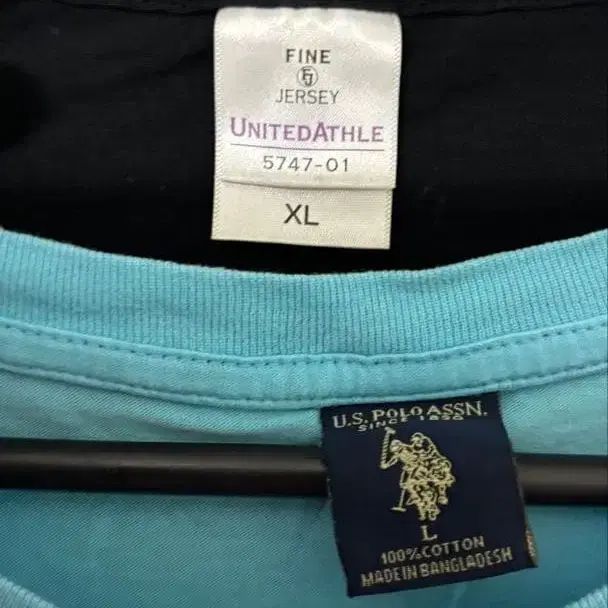 FINE
FJ
JERSEY
UNITEDATHLE
5747-01
XL
U.S. POLO ASSN.
SINCE 1890
L
100% COTTON
MADE IN BANGLADESH